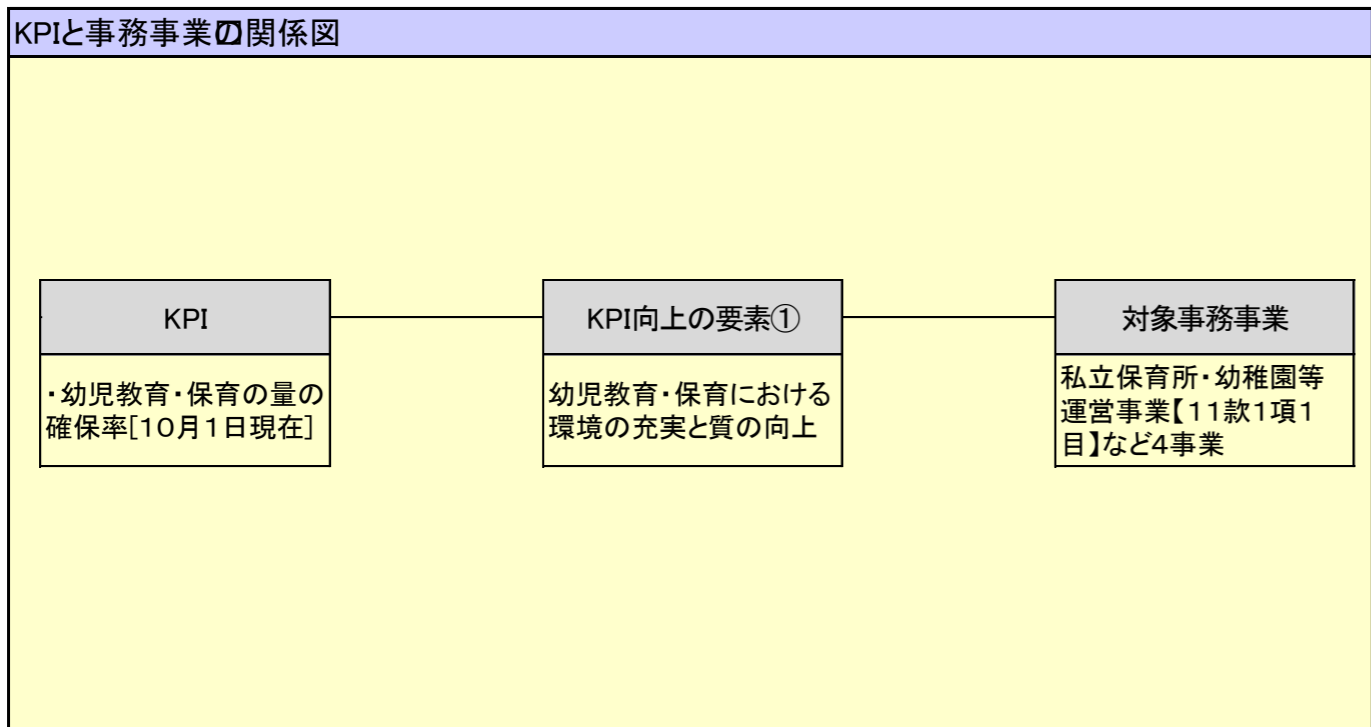 KPIと事務事業の関係図
KPI
KPI向上の要素①
対象事務事業
・幼児教育・保育の量の
確保率[10月1日現在]
幼児教育・保育における
環境の充実と質の向上
私立保育所・幼稚園等
運営事業【11款1項1
目】など4事業